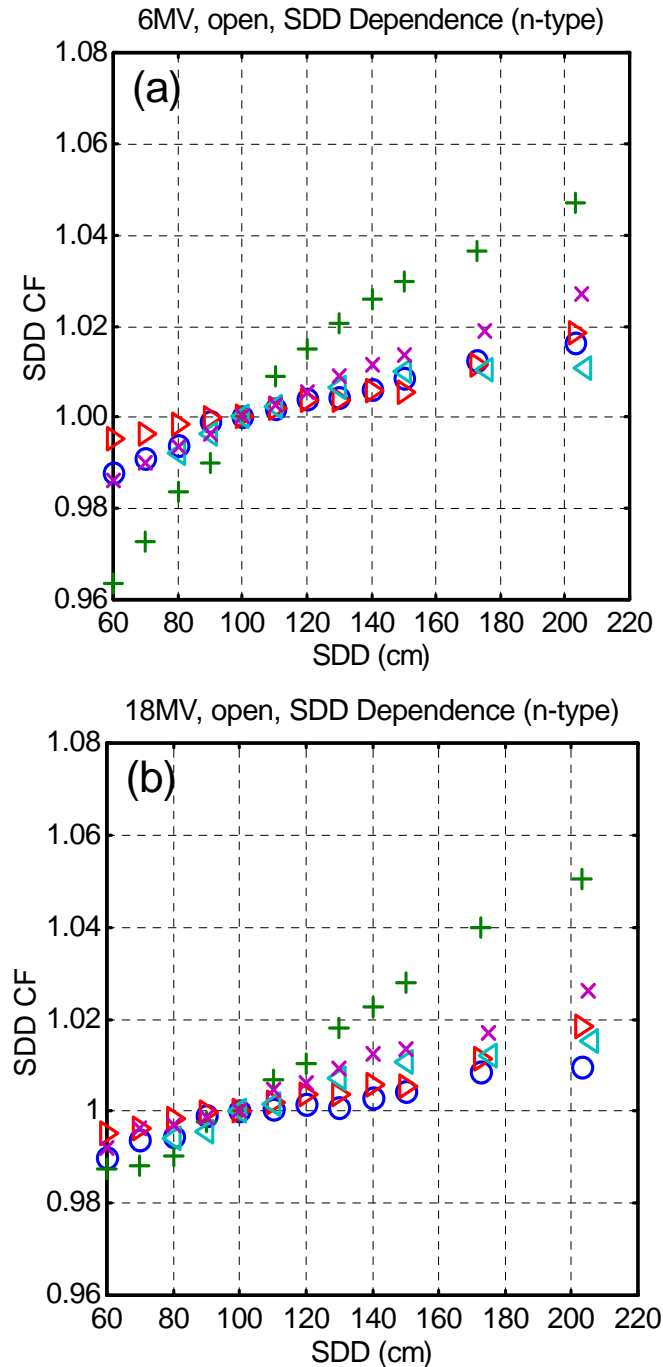 6MV, open, SDD Dependence (n-type)
(a)
1.08
1.06
1.04
1.02
1.00
0.98
0.96
SDD CF
60 80 100 120 140 160 180 200 220
SDD (cm)
18MV, open, SDD Dependence (n-type)
(b)
1.08
1.06
1.04
1.02
1
0.98
0.96
SDD CF
60 80 100 120 140 160 180 200 220
SDD (cm)